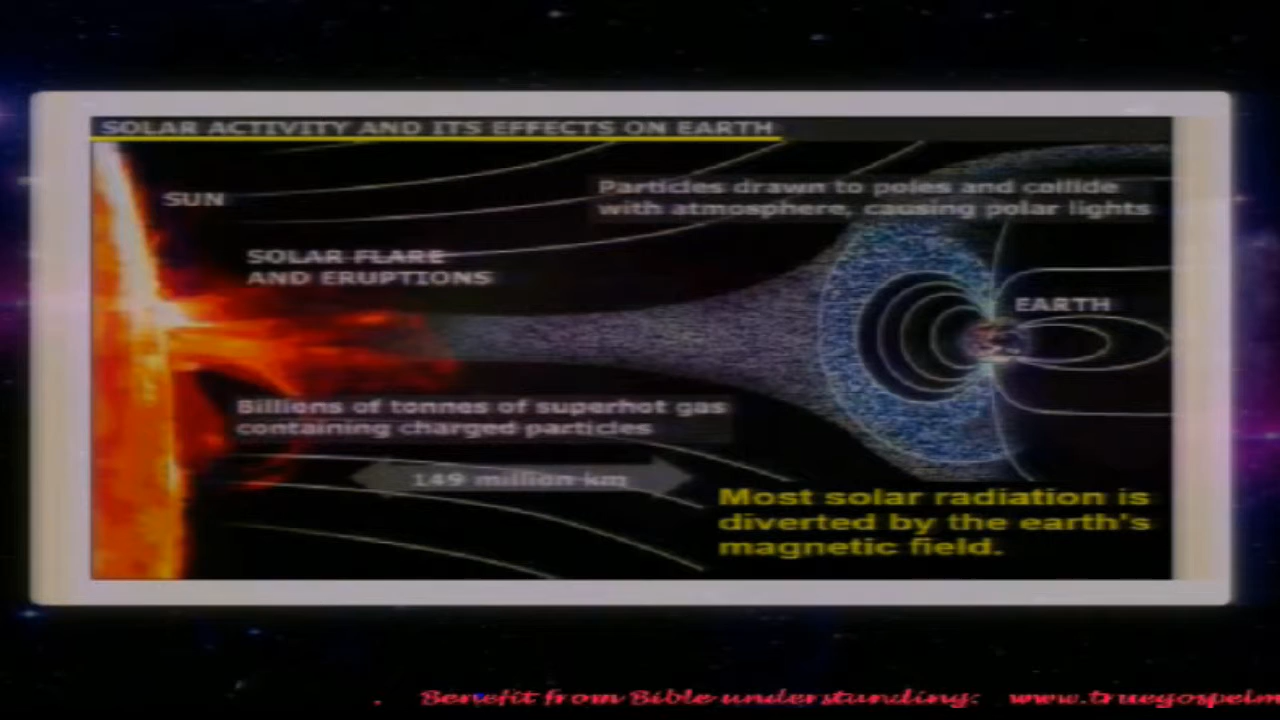 SOLAR ACTIVITY AND ITS EFFECTS ON EARTH
SUN
Particles drawn to poles and collide
with atmosphere, causing polar lights
SOLAR FLARE
AND ERUPTIONS
EARTH
Billions of tonnes of superhot gas
containing charged particles
149 million km
Most solar radiation is
diverted by the earth's
magnetic field.
. Benefit from Bible understanding: www.truegospelm